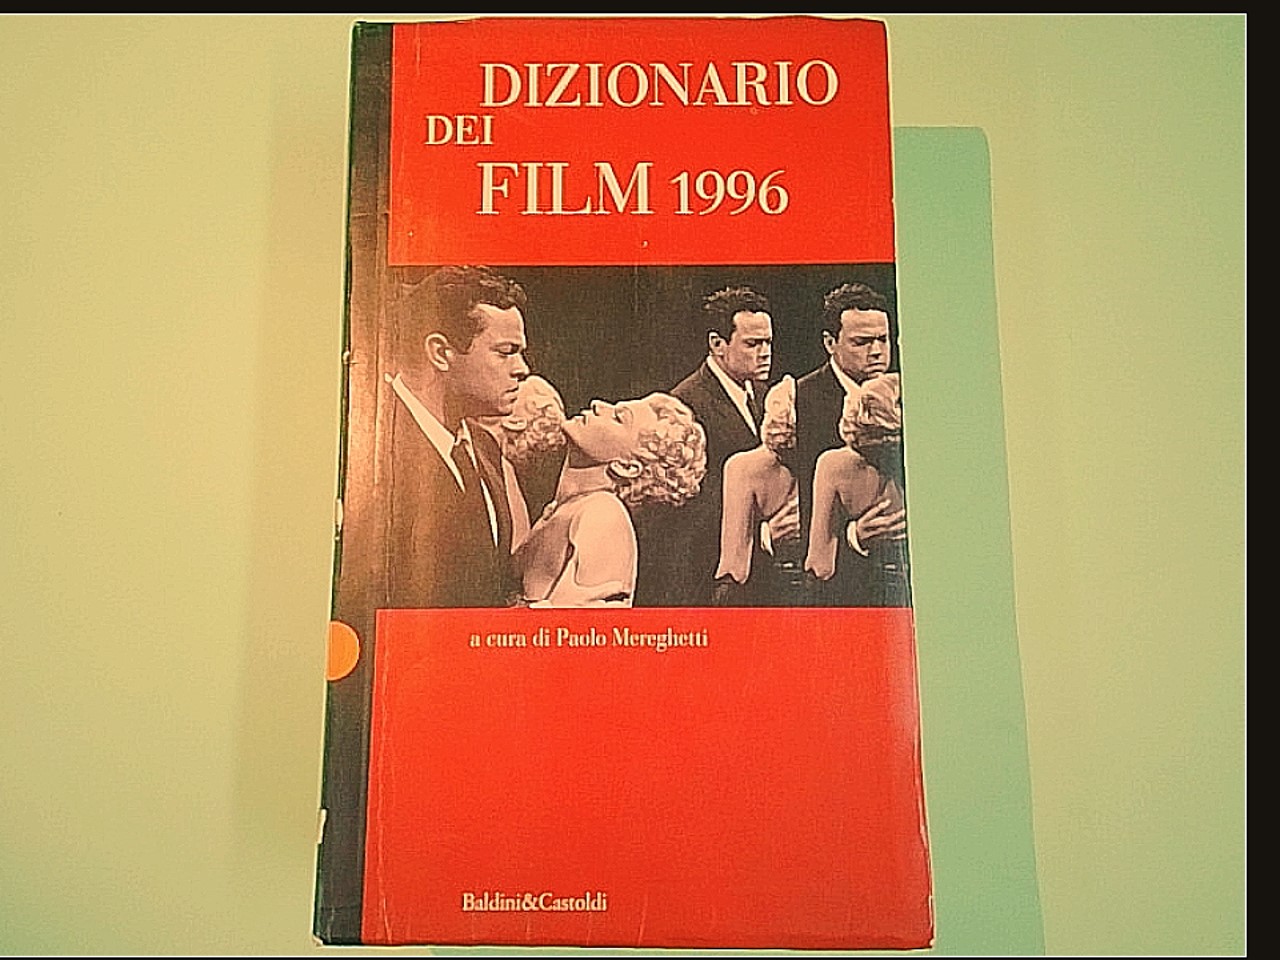 DIZIONARIO
DEI
FILM 1996
a cura di Paolo Mereghetti
Baldini&Castoldi